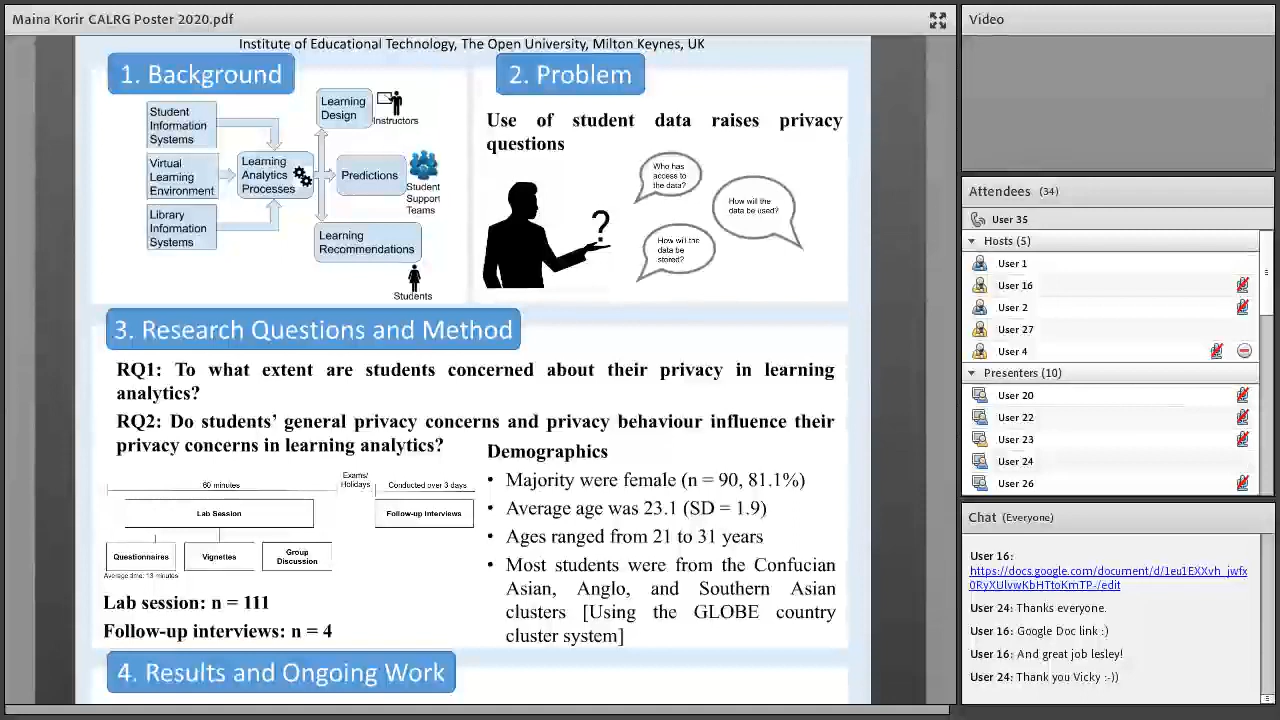 Maina Korir CALRG Poster 2020.pdf
Institute of Educational Technology, The Open University, Milton Keynes, UK
1. Background
Student
Information
Systems
Virtual
Learning
Environment
Library
Information
Systems
Learning
Analytics
Processes
Learning
Design
Instructors
Predictions
Student
Support
Teams
Learning
Recommendations
Students
2. Problem
Use of student data raises privacy
questions
Who has
access to
the data?
How will the
data be used?
How will the
data be
stored?
?
3. Research Questions and Method
RQ1: To what extent are students concerned about their privacy in learning
analytics?
RQ2: Do students' general privacy concerns and privacy behaviour influence their
privacy concerns in learning analytics?
60 minutes
Exams/
Holidays
Conducted over 3 days
Lab Session
Follow-up Interviews
Questionnaires
Vignettes
Group
Discussion
Average time: 13 minutes
Lab session: n = 111
Follow-up interviews: n = 4
Demographics
• Majority were female (n = 90, 81.1%)
• Average age was 23.1 (SD = 1.9)
• Ages ranged from 21 to 31 years
• Most students were from the Confucian
Asian, Anglo, and Southern Asian
clusters [Using the GLOBE country
cluster system]
4. Results and Ongoing Work
Video
Attendees (34)
User 35
Hosts (5)
User 1
User 16
User 2
User 27
User 4
Presenters (10)
User 20
User 22
User 23
User 24
User 26
Chat (Everyone)
User 16:
https://docs.google.com/document/d/1eu1EXXvh_jwfx
0RyXUlvwKbHTtoKmTP-/edit
User 24: Thanks everyone.
User 16: Google Doc link :)
User 16: And great job lesley!
User 24: Thank you Vicky :-))